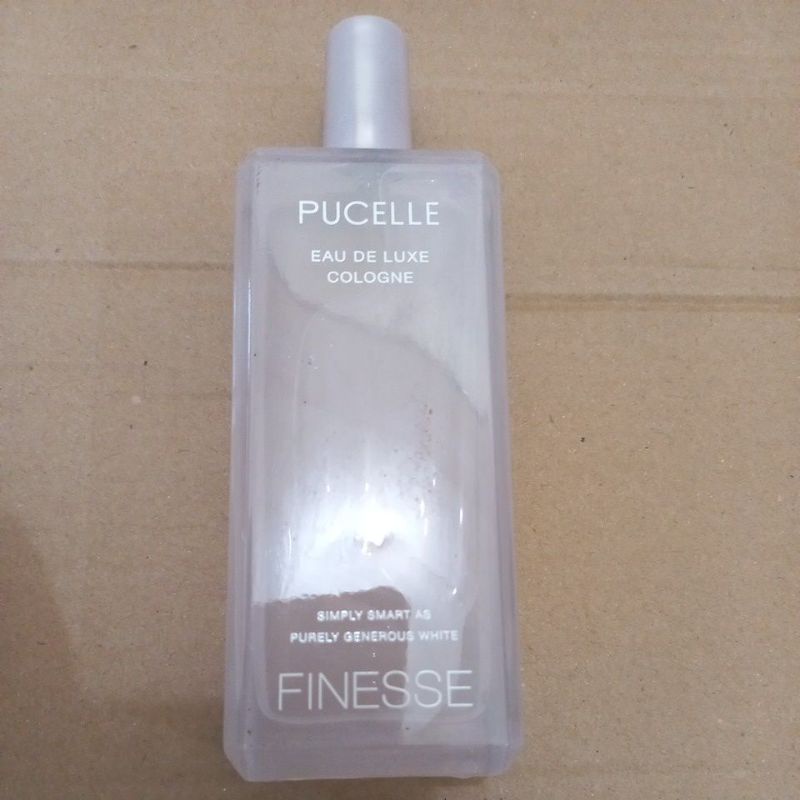 PUCELLE
EAU DE LUXE
COLOGNE
SIMPLY SMART AS
PURELY GENEROUS WHITE
FINESSE